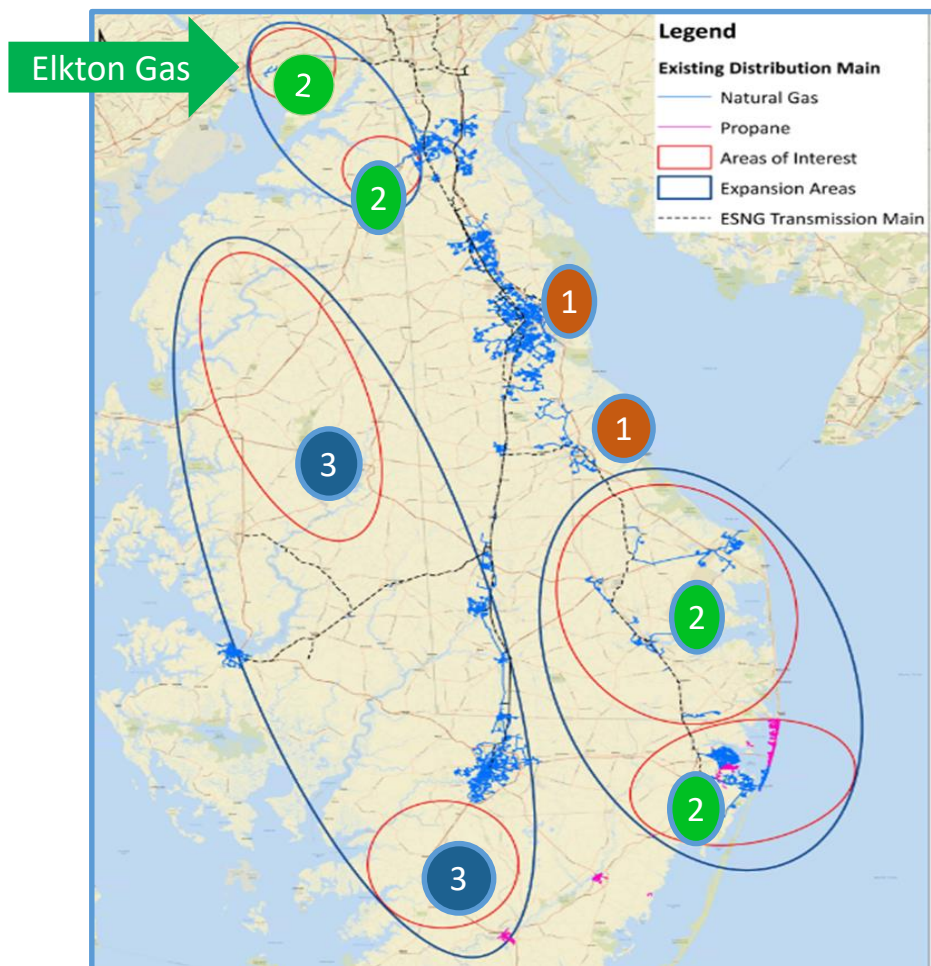 Elkton Gas
Legend
Existing Distribution Main
Natural Gas
Propane
Areas of Interest
Expansion Areas
ESNG Transmission Main
2
2
1
1
3
2
2
3